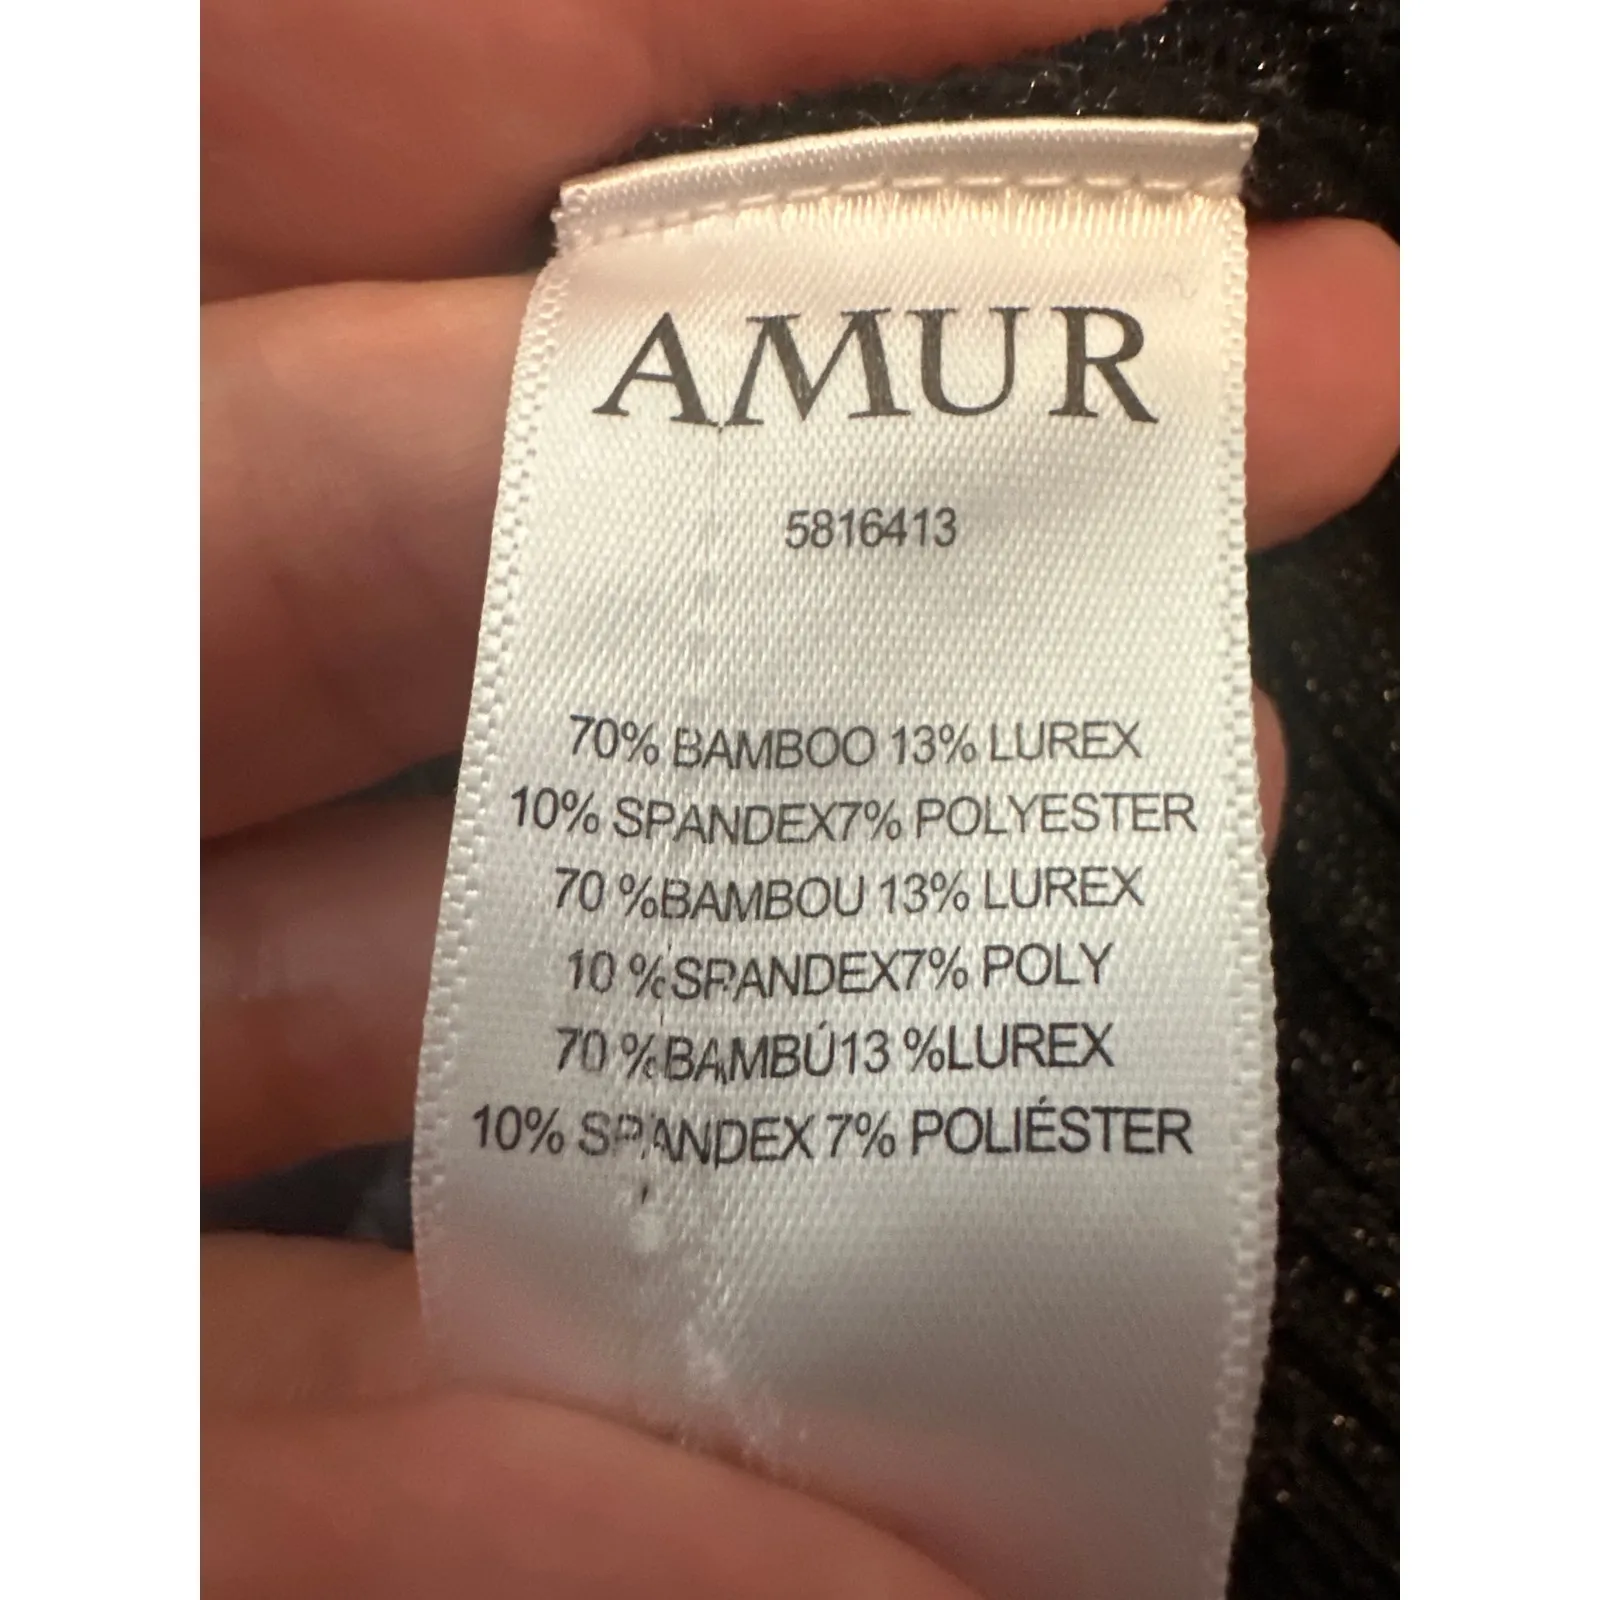 AMUR
5816413
70% BAMBOO 13% LUREX
10% SPANDEX7% POLYESTER
70 %BAMBOU 13% LUREX
10 %SPANDEX7% POLY
70 %BAMBÚ13 %LUREX
10% SPANDEX 7% POLIÉSTER